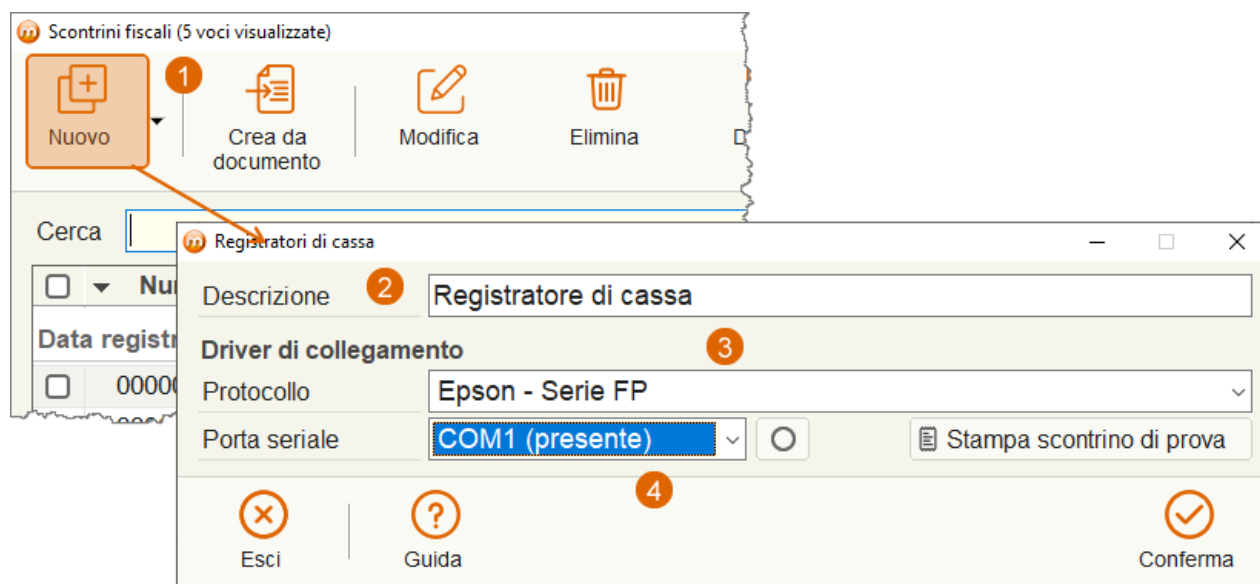 Scontrini fiscali (5 voci visualizzate)
1
Nuovo
Crea da
documento
Modifica
Elimina
Cerca
Registratori di cassa
2
Descrizione
Registratore di cassa
Data
Driver di collegamento
3
0000
Protocollo
Epson - Serie FP
Porta seriale
COM1 (presente)
Stampa scontrino di prova
4
Esci
Guida
Conferma